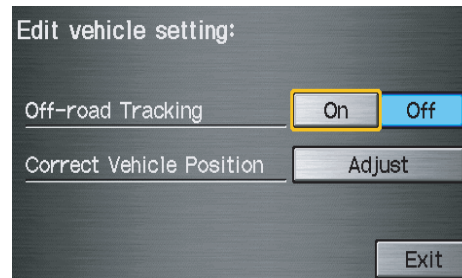 Edit vehicle setting:
Off-road Tracking On Off
Correct Vehicle Position Adjust
Exit